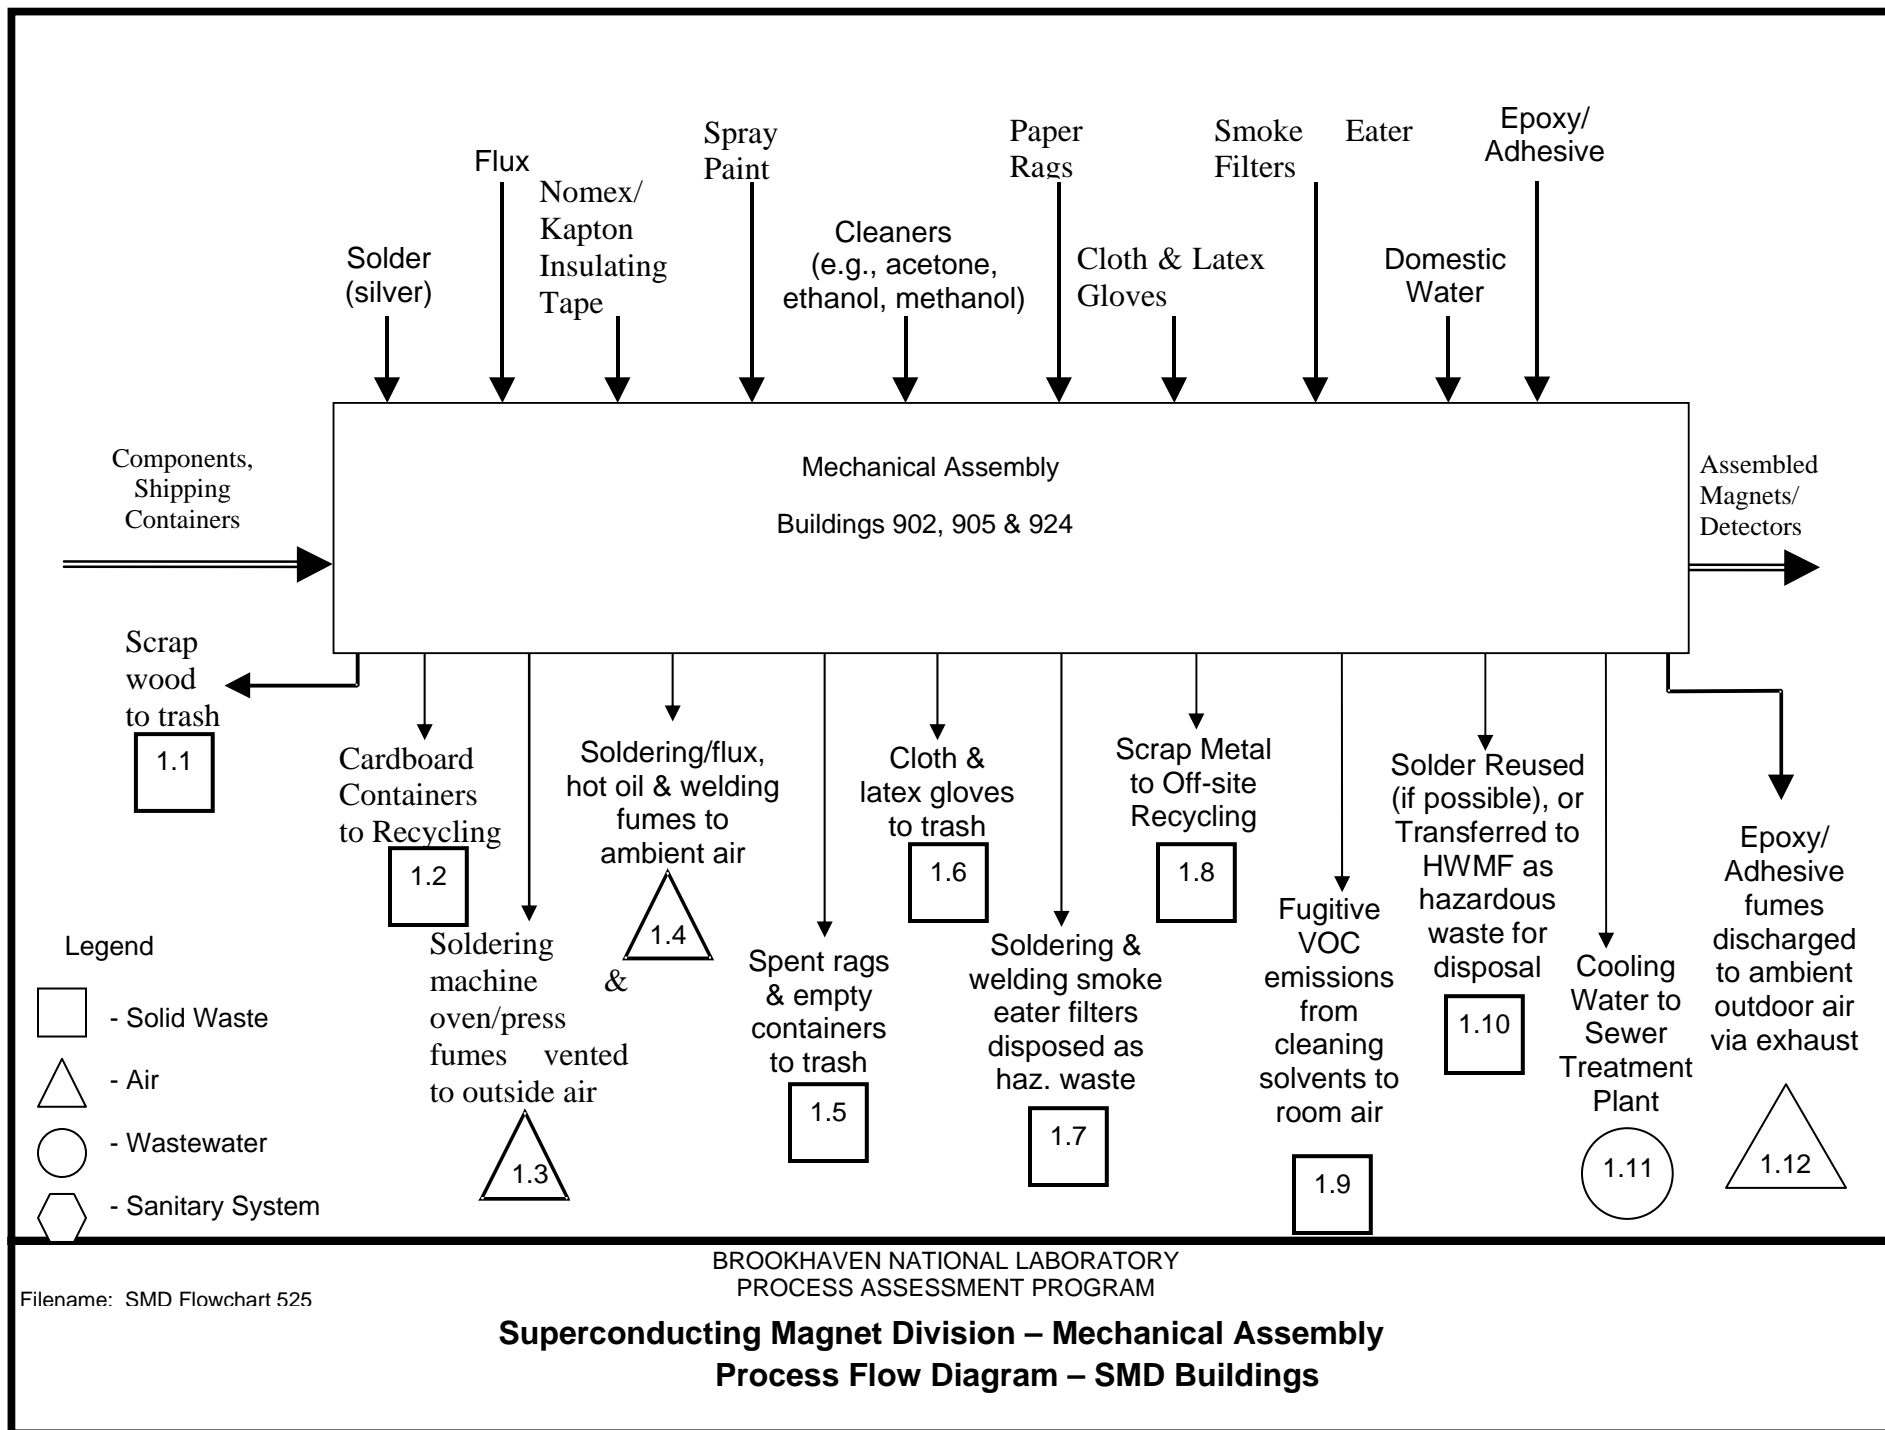 Solder
(silver)
Flux
Nomex/
Kapton
Insulating
Tape
Spray
Paint
Cleaners
(e.g., acetone,
ethanol, methanol)
Paper
Rags
Cloth & Latex
Gloves
Smoke Eater
Filters
Domestic
Water
Epoxy/
Adhesive
Components,
Shipping
Containers
Mechanical Assembly
Buildings 902, 905 & 924
Assembled
Magnets/
Detectors
Scrap
wood
to trash
1.1
Cardboard
Containers
to Recycling
1.2
Soldering
machine &
oven/press
fumes vented
to outside air
1.3
Soldering/flux,
hot oil & welding
fumes to
ambient air
1.4
Spent rags
& empty
containers
to trash
1.5
Cloth &
latex gloves
to trash
1.6
Soldering &
welding smoke
eater filters
disposed as
haz. waste
1.7
Scrap Metal
to Off-site
Recycling
1.8
Fugitive
VOC
emissions
from
cleaning
solvents to
room air
1.9
Solder Reused
(if possible), or
Transferred to
HWMF as
hazardous
waste for
disposal
1.10
Cooling
Water to
Sewer
Treatment
Plant
1.11
Epoxy/
Adhesive
fumes
discharged
to ambient
outdoor air
via exhaust
1.12
Legend
- Solid Waste
- Air
- Wastewater
- Sanitary System
Filename: SMD Flowchart 525
BROOKHAVEN NATIONAL LABORATORY
PROCESS ASSESSMENT PROGRAM
Superconducting Magnet Division – Mechanical Assembly
Process Flow Diagram – SMD Buildings